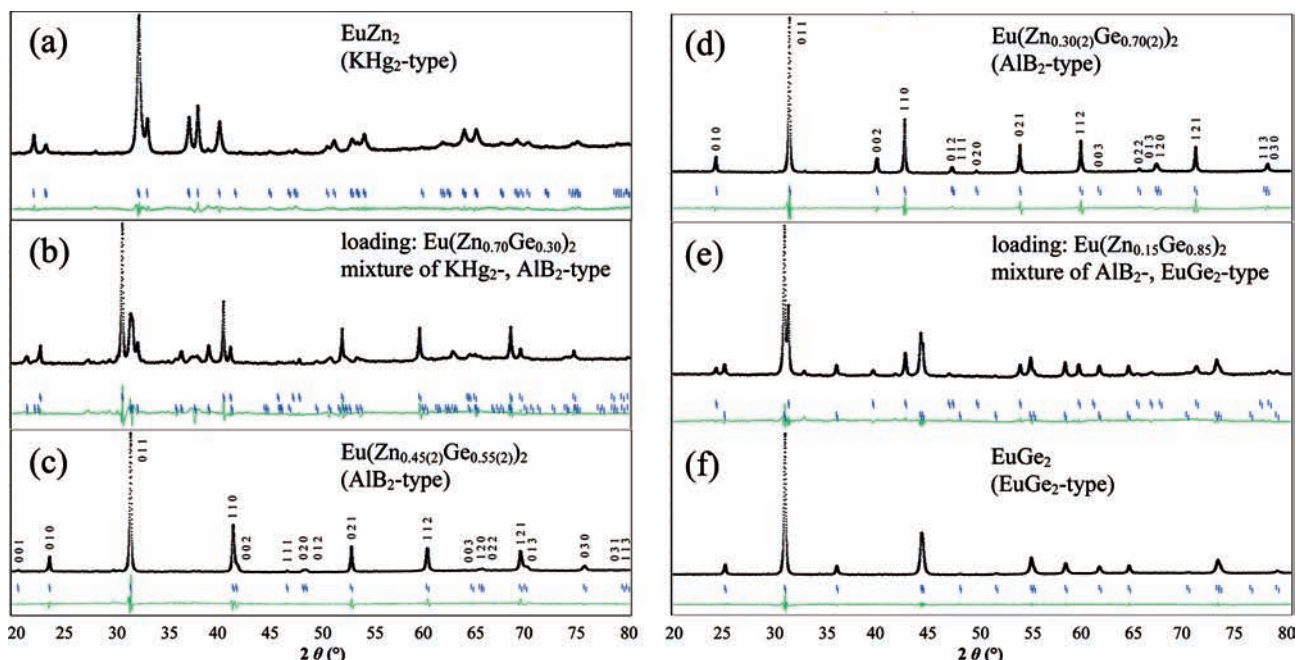 (a)
EuZn₂
(KHg₂-type)
(b)
loading: Eu(Zn₀.₇₀Ge₀.₃₀)₂
mixture of KHg₂-, AlB₂-type
(c)
Eu(Zn₀.₄₅₍₂₎Ge₀.₅₅₍₂₎)₂
(AlB₂-type)
001
010
011
110
002
111
020
012
021
112
003
120
022
121
013
030
031
113
20 25 30 35 40 45 50 55 60 65 70 75 80
2 θ (°)
(d)
Eu(Zn₀.₃₀₍₂₎Ge₀.₇₀₍₂₎)₂
(AlB₂-type)
010
011
002
110
012
111
020
021
112
003
022
013
120
121
113
030
(e)
loading: Eu(Zn₀.₁₅Ge₀.₈₅)₂
mixture of AlB₂-, EuGe₂-type
(f)
EuGe₂
(EuGe₂-type)
20 25 30 35 40 45 50 55 60 65 70 75 80
2 θ (°)